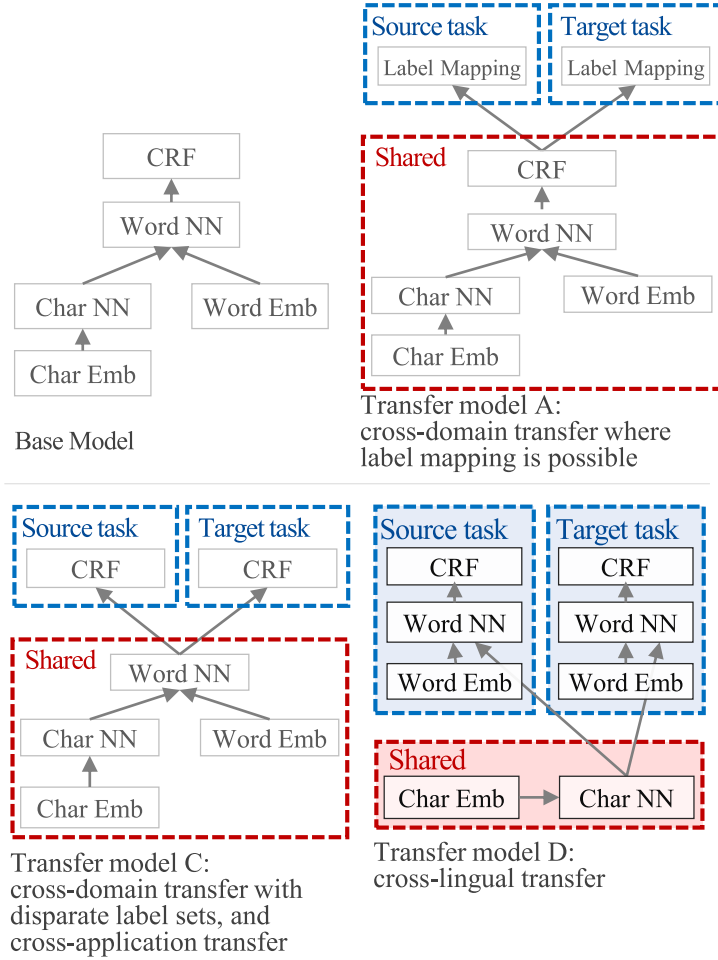 CRF
Word NN
Char NN
Word Emb
Char Emb
Base Model
Source task
Target task
Label Mapping
Label Mapping
Shared
CRF
Word NN
Char NN
Word Emb
Char Emb
Transfer model A:
cross-domain transfer where
label mapping is possible
Source task
Target task
CRF
CRF
Shared
Word NN
Char NN
Word Emb
Char Emb
Transfer model C:
cross-domain transfer with
disparate label sets, and
cross-application transfer
Source task
Target task
CRF
CRF
Word NN
Word NN
Word Emb
Word Emb
Shared
Char Emb
Char NN
Transfer model D:
cross-lingual transfer